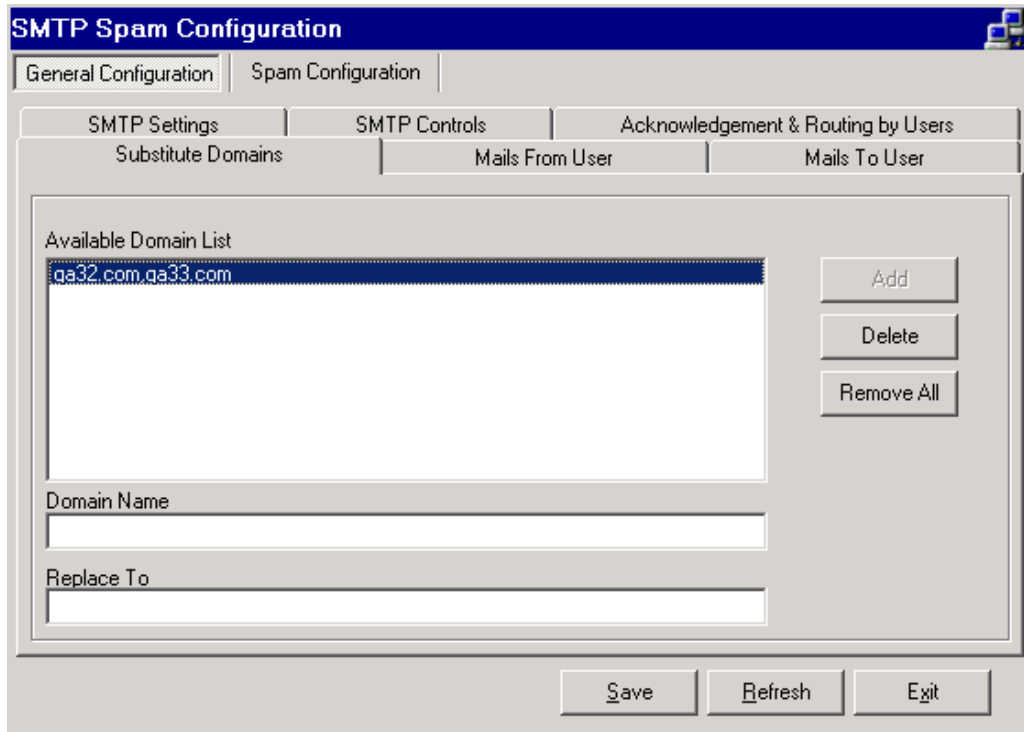 SMTP Spam Configuration
General Configuration Spam Configuration
SMTP Settings SMTP Controls Acknowledgement & Routing by Users
Substitute Domains Mails From User Mails To User
Available Domain List
qa32.com,qa33.com
Add
Delete
Remove All
Domain Name
Replace To
Save Refresh Exit